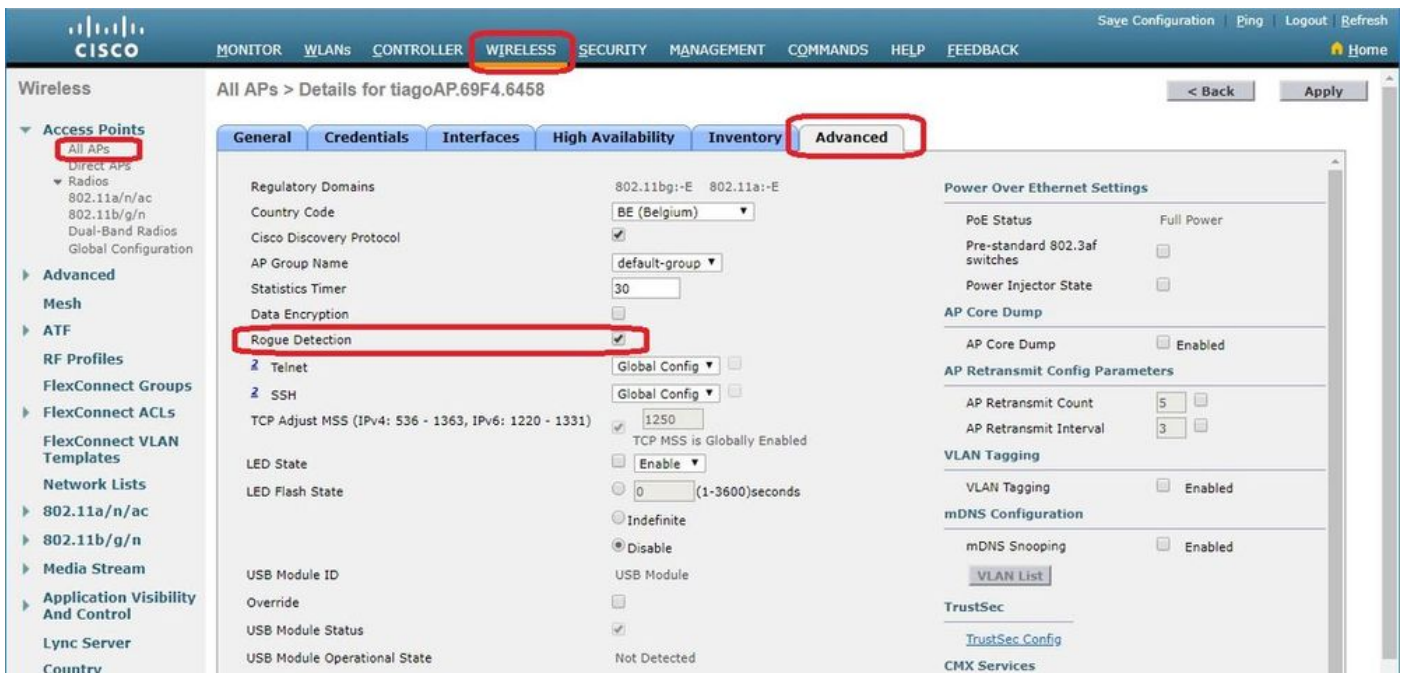 Save Configuration | Ping | Logout | Refresh
CISCO
MONITOR WLANs CONTROLLER WIRELESS SECURITY MANAGEMENT COMMANDS HELP FEEDBACK Home
Wireless
All APs > Details for tiagoAP.69F4.6458
< Back Apply
Access Points
All APs
Direct APs
Radios
802.11a/n/ac
802.11b/g/n
Dual-Band Radios
Global Configuration
Advanced
Mesh
ATF
RF Profiles
FlexConnect Groups
FlexConnect ACLs
FlexConnect VLAN
Templates
Network Lists
802.11a/n/ac
802.11b/g/n
Media Stream
Application Visibility
And Control
Lync Server
Country
General Credentials Interfaces High Availability Inventory Advanced
Regulatory Domains 802.11bg:-E 802.11a:-E
Country Code BE (Belgium)
Cisco Discovery Protocol
AP Group Name default-group
Statistics Timer 30
Data Encryption
Rogue Detection
2 Telnet Global Config
2 SSH Global Config
TCP Adjust MSS (IPv4: 536 - 1363, IPv6: 1220 - 1331) 1250
TCP MSS is Globally Enabled
LED State Enable
LED Flash State 0 (1-3600)seconds
Indefinite
Disable
USB Module ID USB Module
Override
USB Module Status
USB Module Operational State Not Detected
Power Over Ethernet Settings
PoE Status Full Power
Pre-standard 802.3af
switches
Power Injector State
AP Core Dump
AP Core Dump Enabled
AP Retransmit Config Parameters
AP Retransmit Count 5
AP Retransmit Interval 3
VLAN Tagging
VLAN Tagging Enabled
mDNS Configuration
mDNS Snooping Enabled
VLAN List
TrustSec
TrustSec Config
CMX Services